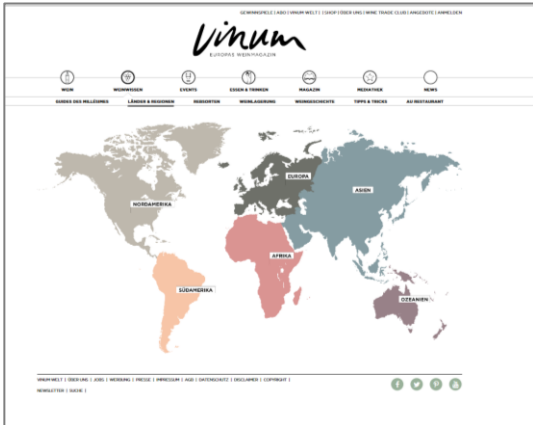 GEWINNSPIELE | ABO | VINUM WELT | SHOP | ÜBER UNS | WINE TRADE CLUB | ANGEBOTE | ANMELDEN
Vinum
EUROPAS WEINMAGAZIN
WEIN WEINWISSEN EVENTS ESSEN & TRINKEN MAGAZIN MEDIATHEK NEWS
GUIDES DES MILLÉSIMES LÄNDER & REGIONEN REBSORTEN WEINLAGERUNG WEINGESCHICHTE TIPPS & TRICKS AU RESTAURANT
EUROPA
ASIEN
NORDAMERIKA
AFRIKA
SÜDAMERIKA
OZEANIEN
VINUM WELT | ÜBER UNS | JOBS | WERBUNG | PRESSE | IMPRESSUM | AGB | DATENSCHUTZ | DISCLAIMER | COPYRIGHT |
NEWSLETTER | SUCHE |